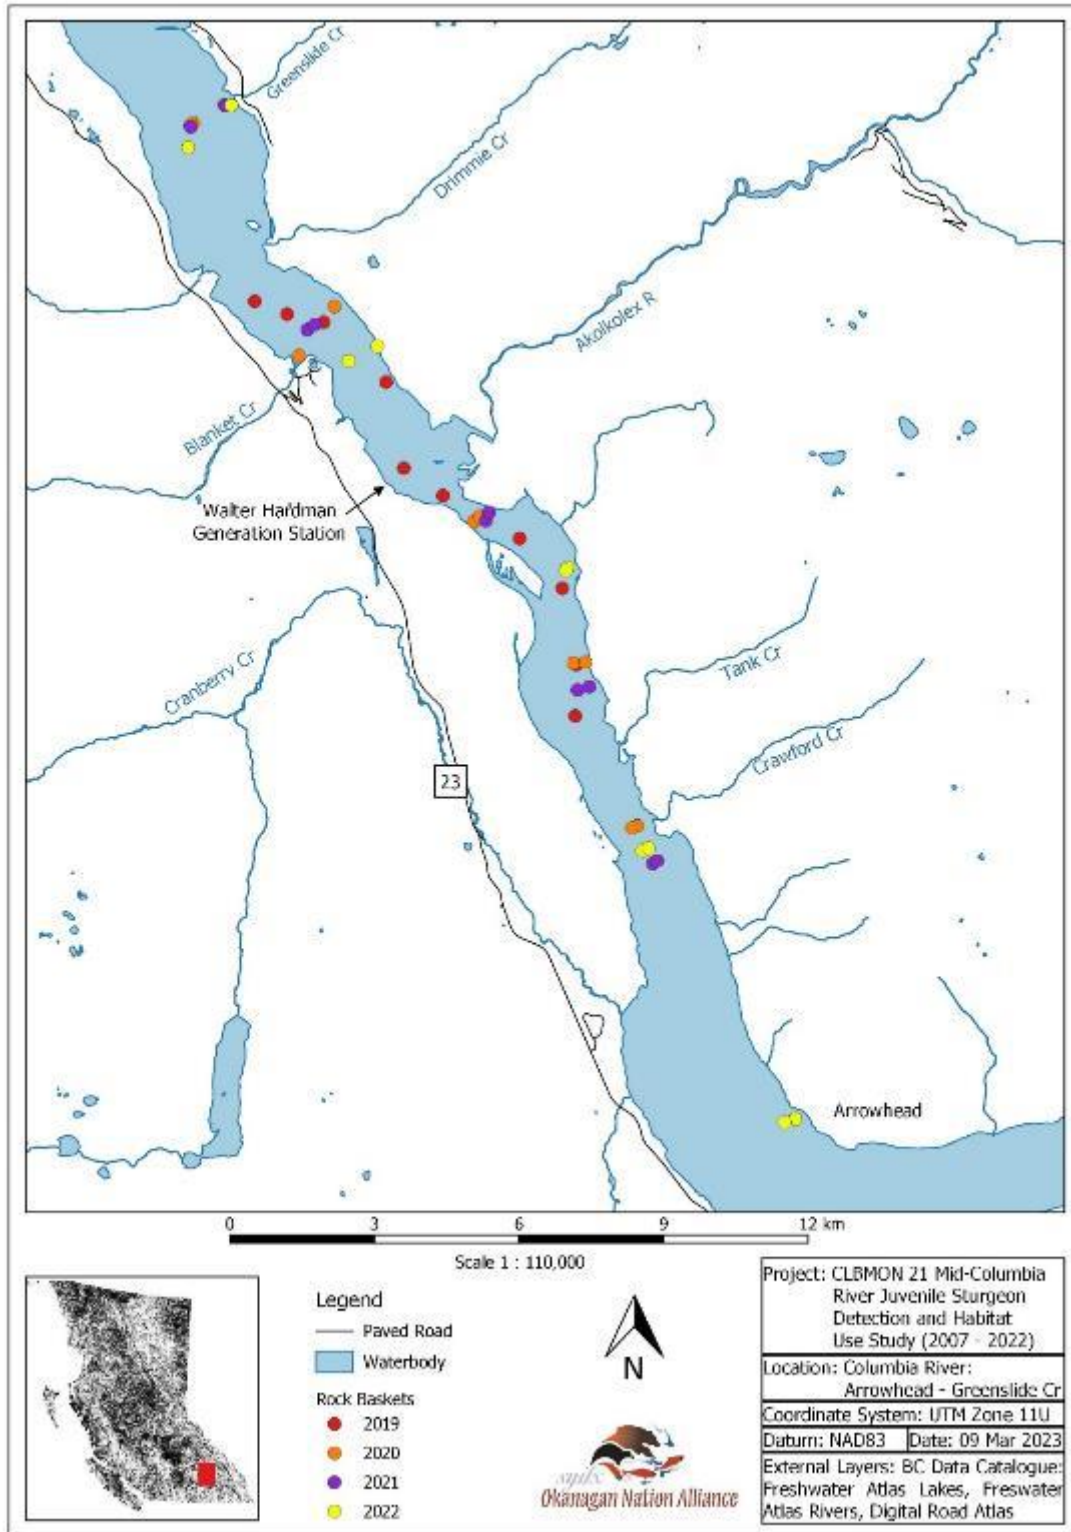 Greenslide Cr
Drimmie Cr
Akolkolex R
Blanket Cr
Walter Hardman
Generation Station
Cranberry Cr
Tank Cr
Crawford Cr
23
Arrowhead
0 3 6 9 12 km
Scale 1 : 110,000
Legend
Paved Road
Waterbody
Rock Baskets
2019
2020
2021
2022
N
Okanagan Nation Alliance
Project: CLBMON 21 Mid-Columbia
River Juvenile Sturgeon
Detection and Habitat
Use Study (2007 - 2022)
Location: Columbia River:
Arrowhead - Greenslide Cr
Coordinate System: UTM Zone 11U
Datum: NAD83 Date: 09 Mar 2023
External Layers: BC Data Catalogue:
Freshwater Atlas Lakes, Freswater
Atlas Rivers, Digital Road Atlas